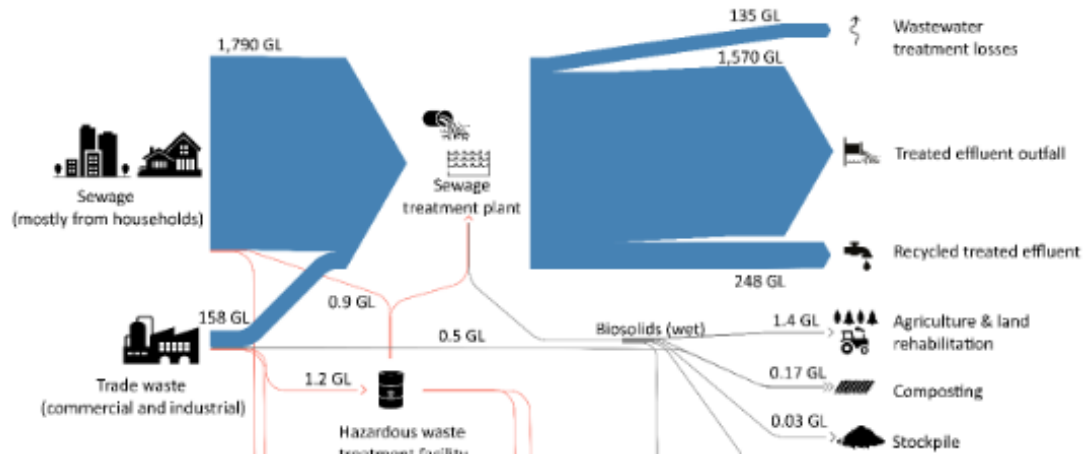 135 GL
Wastewater
treatment losses
1,790 GL
1,570 GL
Treated effluent outfall
Sewage
(mostly from households)
Sewage
treatment plant
Recycled treated effluent
248 GL
0.9 GL
158 GL
0.5 GL
Biosolids (wet)
1.4 GL
Agriculture & land
rehabilitation
Trade waste
(commercial and industrial)
1.2 GL
0.17 GL
Composting
0.03 GL
Stockpile
Hazardous waste
treatment facility